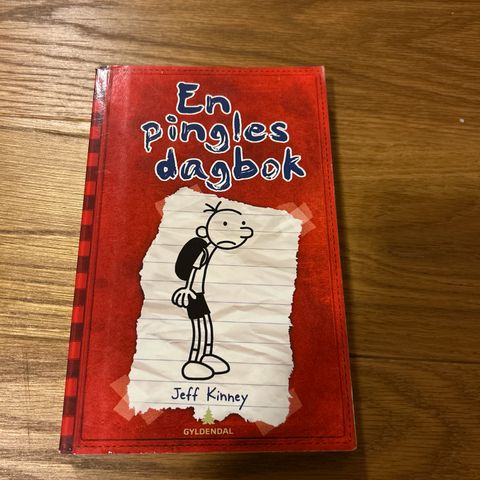 En
pingles
dagbok
Jeff Kinney
GYLDENDAL